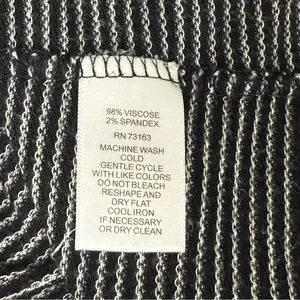 98% VISCOSE
2% SPANDEX
RN 73163
MACHINE WASH
COLD
GENTLE CYCLE
WITH LIKE COLORS
DO NOT BLEACH
RESHAPE AND
DRY FLAT
COOL IRON
IF NECESSARY
OR DRY CLEAN